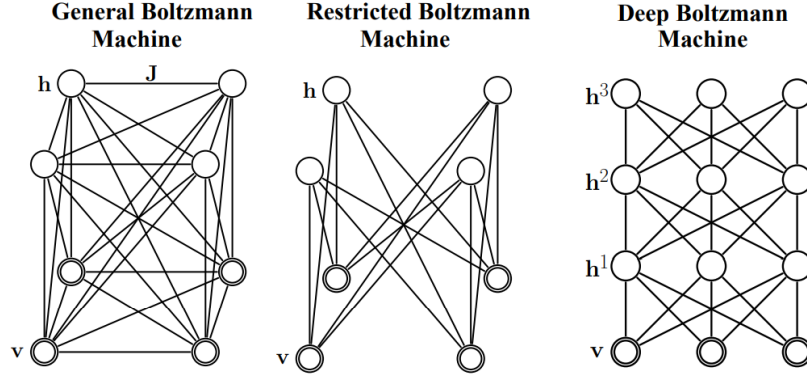 General Boltzmann
Machine
h
J
v
Restricted Boltzmann
Machine
h
v
Deep Boltzmann
Machine
h³
h²
h¹
v